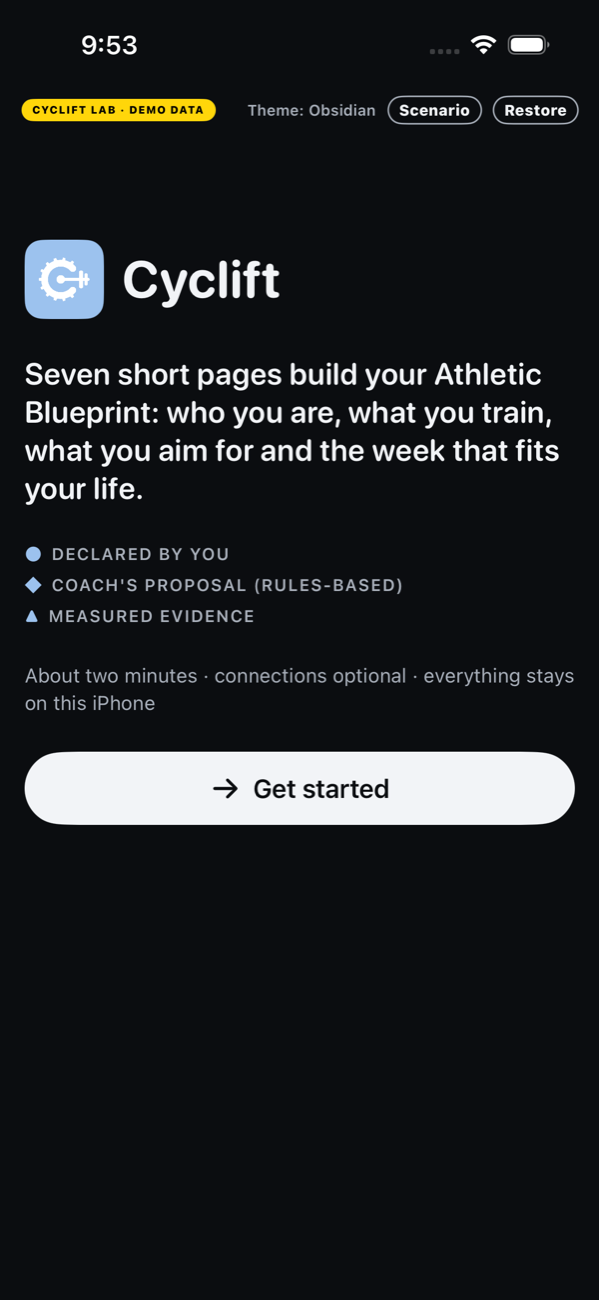 9:53
CYCLIFT LAB · DEMO DATA
Theme: Obsidian
Scenario
Restore
Cyclift
Seven short pages build your Athletic
Blueprint: who you are, what you train,
what you aim for and the week that fits
your life.
DECLARED BY YOU
COACH'S PROPOSAL (RULES-BASED)
MEASURED EVIDENCE
About two minutes · connections optional · everything stays
on this iPhone
Get started